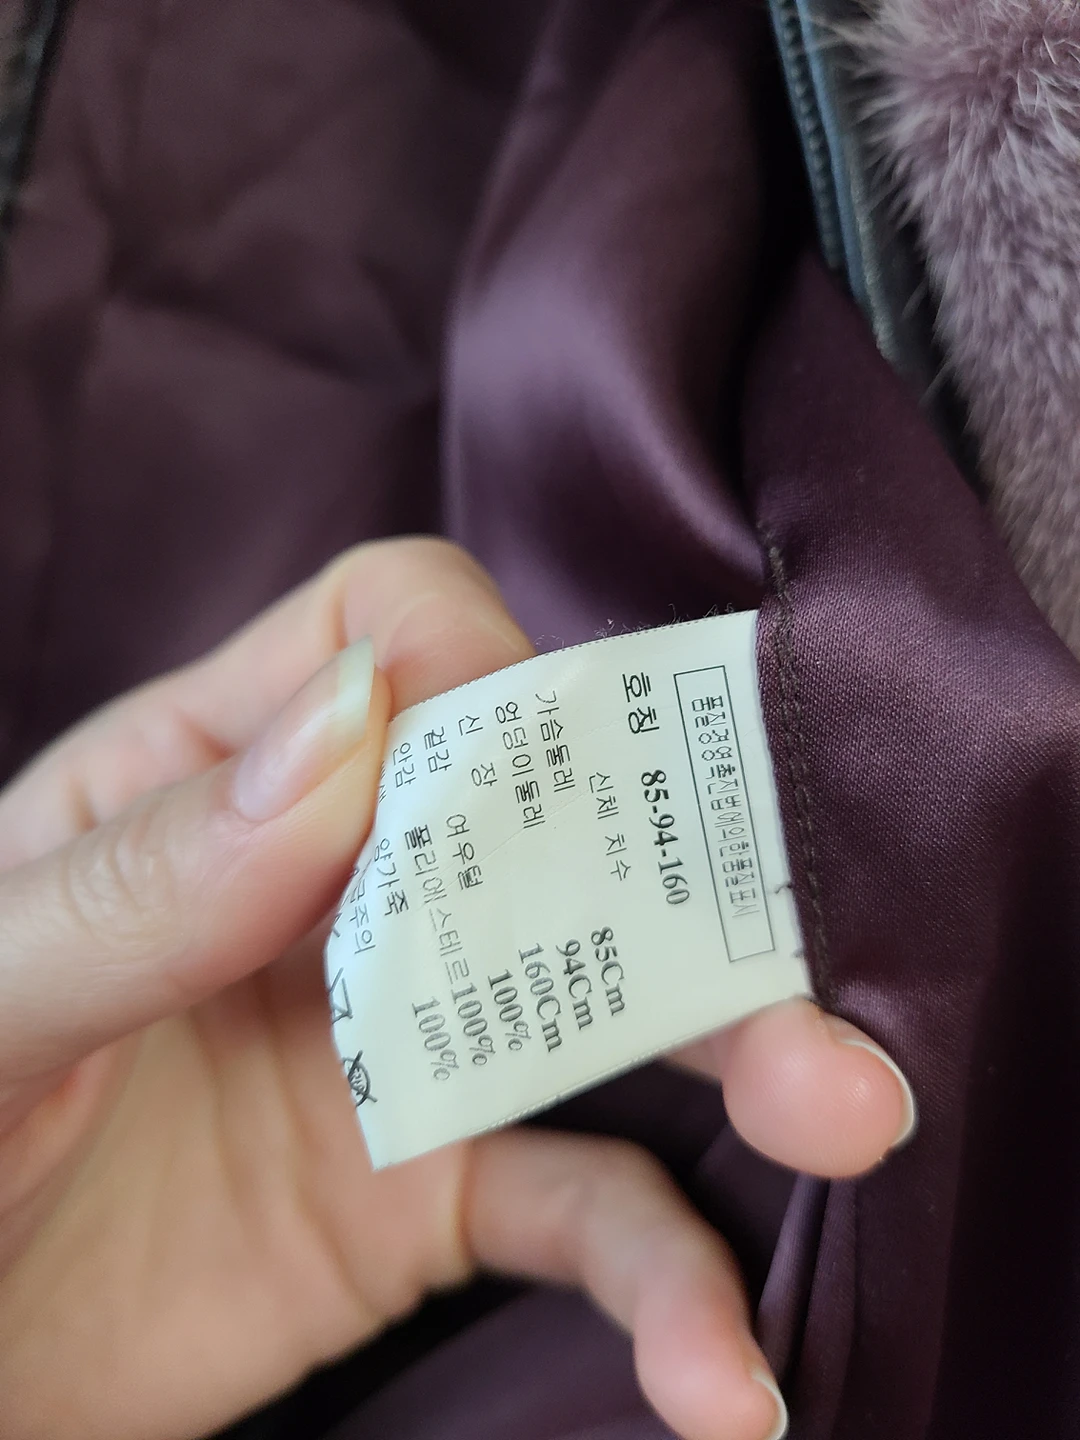 품질경영촉진법에의한품질표시
호칭 85-94-160
신체 치수
가슴둘레 85Cm
엉덩이둘레 94Cm
신 장 160Cm
겉감 여우털 100%
안감 폴리에스테르100%
양가죽 100%
주의